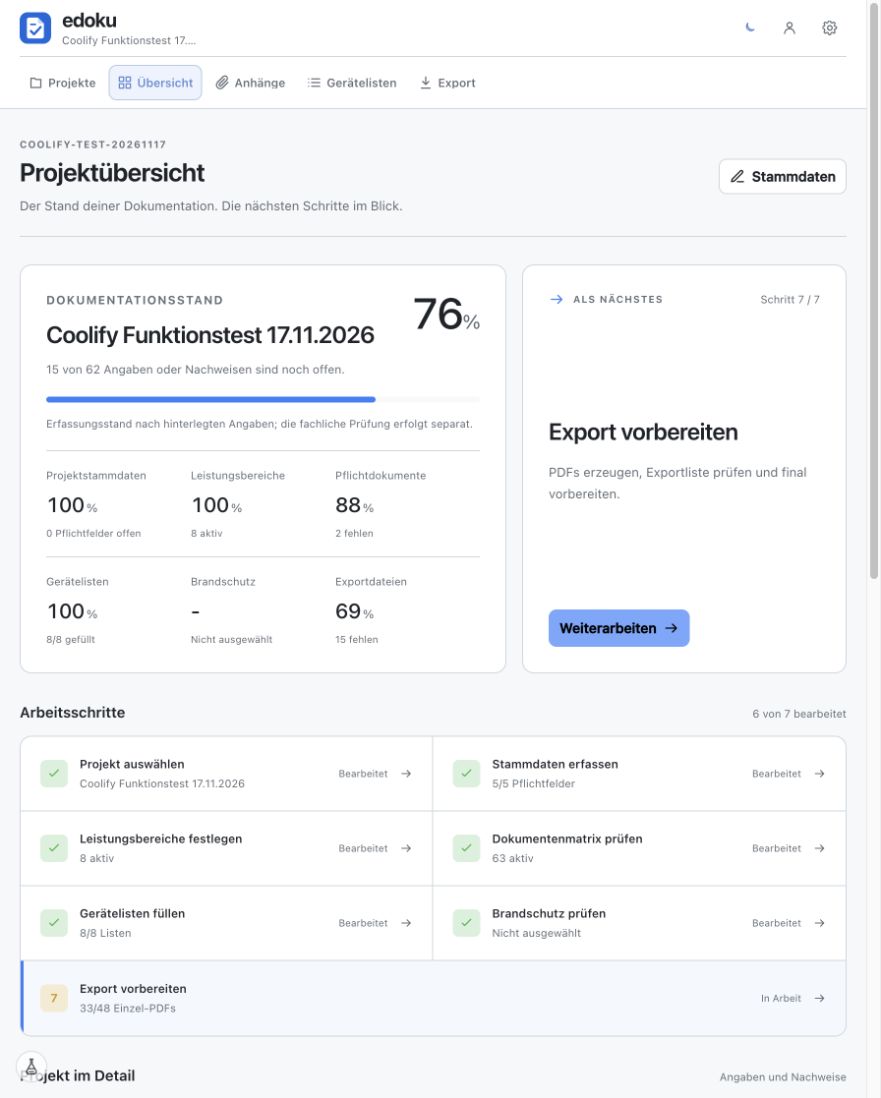 edoku
Coolify Funktionstest 17....
Projekte
Übersicht
Anhänge
Gerätelisten
Export
COOLIFY-TEST-20261117
Projektübersicht
Stammdaten
Der Stand deiner Dokumentation. Die nächsten Schritte im Blick.
DOKUMENTATIONSSTAND
76%
Coolify Funktionstest 17.11.2026
15 von 62 Angaben oder Nachweisen sind noch offen.
Erfassungsstand nach hinterlegten Angaben; die fachliche Prüfung erfolgt separat.
Projektstammdaten
100 %
0 Pflichtfelder offen
Leistungsbereiche
100 %
8 aktiv
Pflichtdokumente
88 %
2 fehlen
Gerätelisten
100 %
8/8 gefüllt
Brandschutz
-
Nicht ausgewählt
Exportdateien
69 %
15 fehlen
ALS NÄCHSTES
Schritt 7 / 7
Export vorbereiten
PDFs erzeugen, Exportliste prüfen und final
vorbereiten.
Weiterarbeiten →
Arbeitsschritte
6 von 7 bearbeitet
Projekt auswählen
Coolify Funktionstest 17.11.2026
Bearbeitet →
Stammdaten erfassen
5/5 Pflichtfelder
Bearbeitet →
Leistungsbereiche festlegen
8 aktiv
Bearbeitet →
Dokumentenmatrix prüfen
63 aktiv
Bearbeitet →
Gerätelisten füllen
8/8 Listen
Bearbeitet →
Brandschutz prüfen
Nicht ausgewählt
Bearbeitet →
7
Export vorbereiten
33/48 Einzel-PDFs
In Arbeit →
Projekt im Detail
Angaben und Nachweise